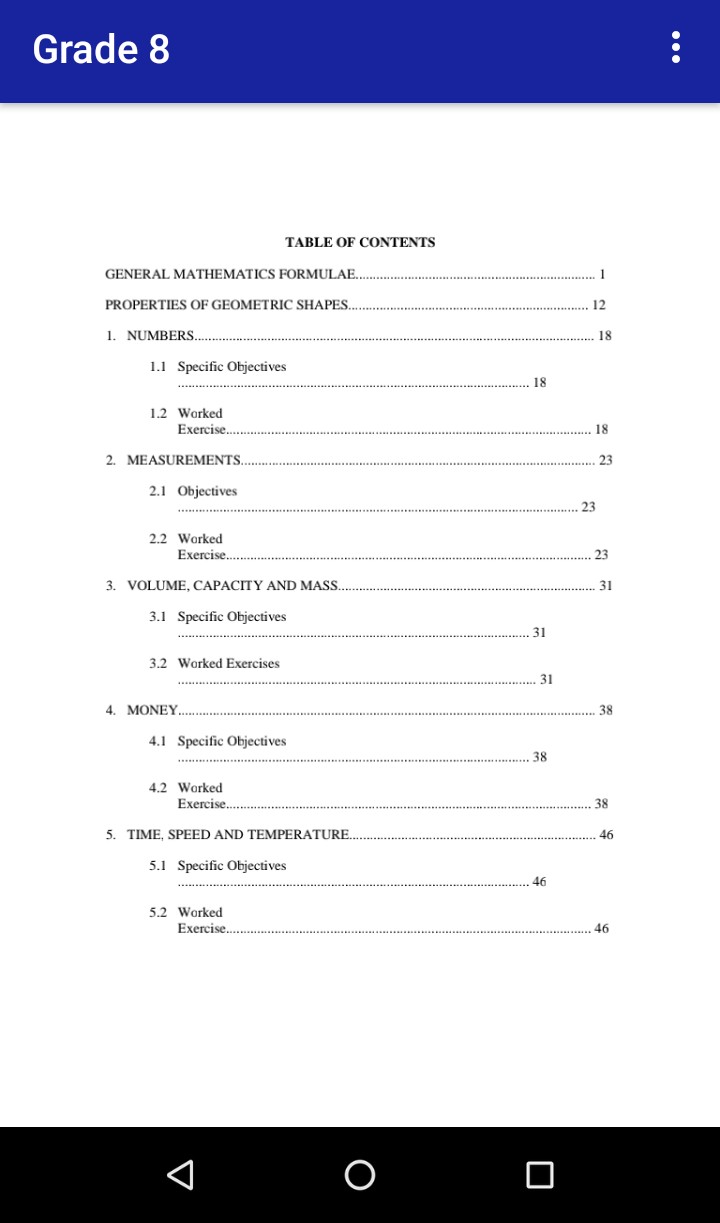 Grade 8
TABLE OF CONTENTS
GENERAL MATHEMATICS FORMULAE.................................................................... 1
PROPERTIES OF GEOMETRIC SHAPES.................................................................... 12
1. NUMBERS.................................................................................................................. 18
1.1 Specific Objectives
..................................................................................................... 18
1.2 Worked
Exercise......................................................................................................... 18
2. MEASUREMENTS..................................................................................................... 23
2.1 Objectives
................................................................................................................... 23
2.2 Worked
Exercise......................................................................................................... 23
3. VOLUME, CAPACITY AND MASS.......................................................................... 31
3.1 Specific Objectives
..................................................................................................... 31
3.2 Worked Exercises
....................................................................................................... 31
4. MONEY....................................................................................................................... 38
4.1 Specific Objectives
..................................................................................................... 38
4.2 Worked
Exercise......................................................................................................... 38
5. TIME, SPEED AND TEMPERATURE....................................................................... 46
5.1 Specific Objectives
..................................................................................................... 46
5.2 Worked
Exercise......................................................................................................... 46